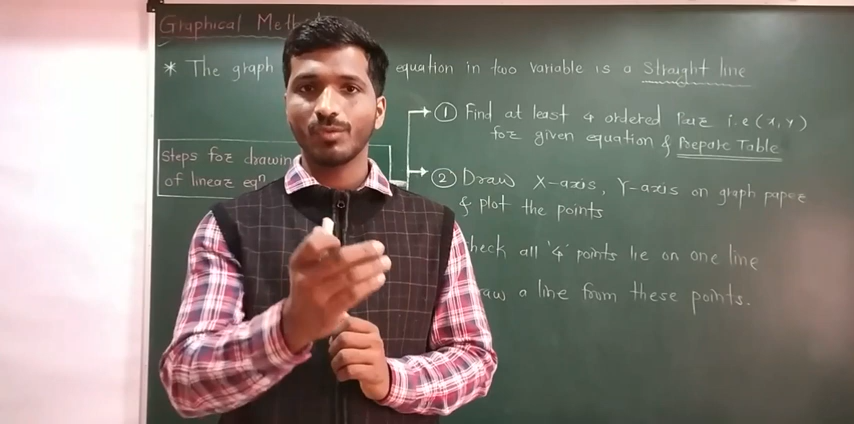 Graphical Meth
* The graph equation in two variable is a Straight line
Steps for drawin
of linear eqn
① Find at least 4 ordered Pair i.e (x, y)
for given equation & Prepare Table
② Draw X-axis, Y-axis on graph paper
& plot the points
heck all '4' points lie on one line
raw a line from these points.